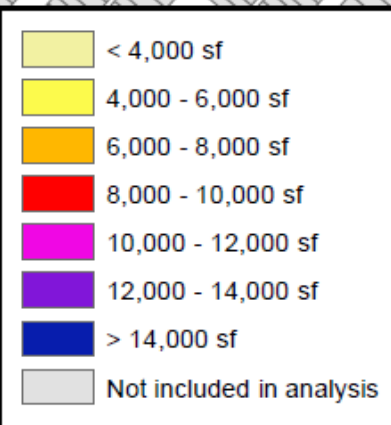 < 4,000 sf
4,000 - 6,000 sf
6,000 - 8,000 sf
8,000 - 10,000 sf
10,000 - 12,000 sf
12,000 - 14,000 sf
> 14,000 sf
Not included in analysis